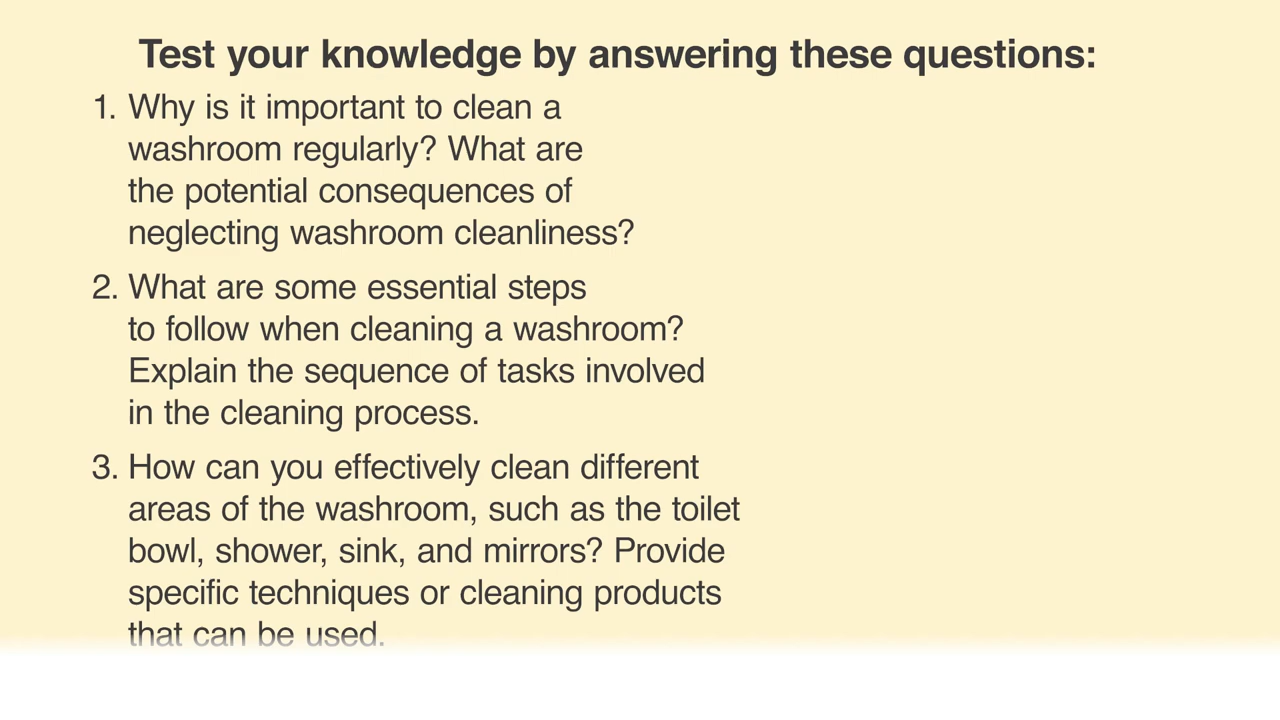 Test your knowledge by answering these questions:
1. Why is it important to clean a
washroom regularly? What are
the potential consequences of
neglecting washroom cleanliness?
2. What are some essential steps
to follow when cleaning a washroom?
Explain the sequence of tasks involved
in the cleaning process.
3. How can you effectively clean different
areas of the washroom, such as the toilet
bowl, shower, sink, and mirrors? Provide
specific techniques or cleaning products
that can be used.